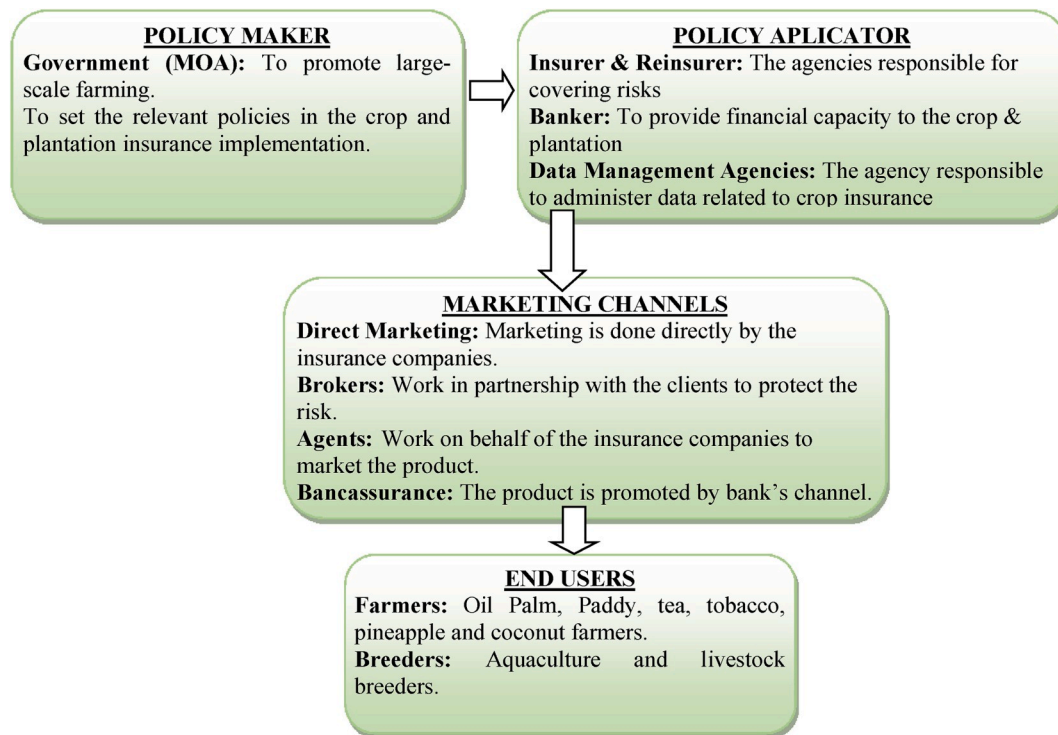 POLICY MAKER
Government (MOA): To promote large-
scale farming.
To set the relevant policies in the crop and
plantation insurance implementation.
POLICY APLICATOR
Insurer & Reinsurer: The agencies responsible for
covering risks
Banker: To provide financial capacity to the crop &
plantation
Data Management Agencies: The agency responsible
to administer data related to crop insurance
MARKETING CHANNELS
Direct Marketing: Marketing is done directly by the
insurance companies.
Brokers: Work in partnership with the clients to protect the
risk.
Agents: Work on behalf of the insurance companies to
market the product.
Bancassurance: The product is promoted by bank’s channel.
END USERS
Farmers: Oil Palm, Paddy, tea, tobacco,
pineapple and coconut farmers.
Breeders: Aquaculture and livestock
breeders.